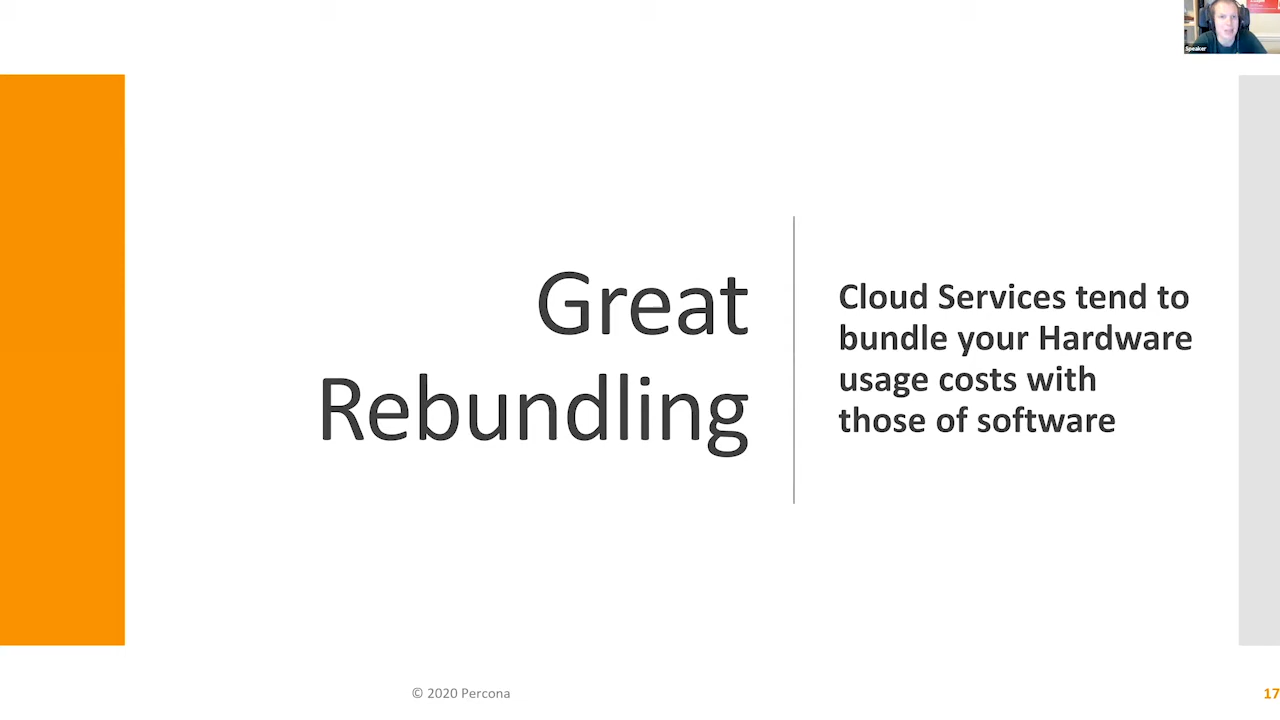 Speaker
Great
Rebundling
Cloud Services tend to
bundle your Hardware
usage costs with
those of software
© 2020 Percona
17